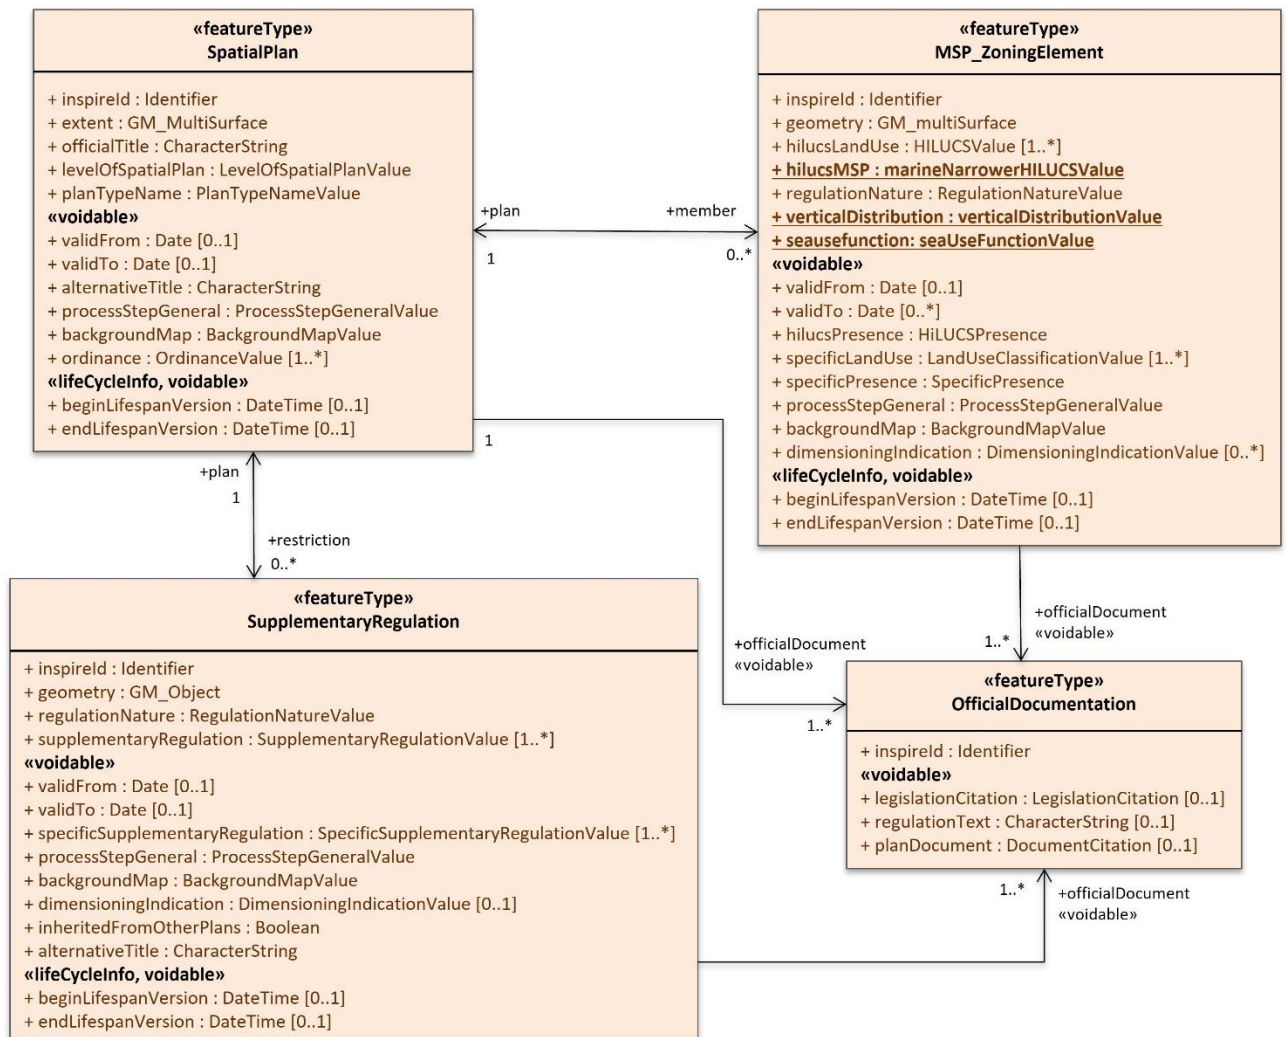 «featureType»
SpatialPlan
+ inspireId : Identifier
+ extent : GM_MultiSurface
+ officialTitle : CharacterString
+ levelOfSpatialPlan : LevelOfSpatialPlanValue
+ planTypeName : PlanTypeNameValue
«voidable»
+ validFrom : Date [0..1]
+ validTo : Date [0..1]
+ alternativeTitle : CharacterString
+ processStepGeneral : ProcessStepGeneralValue
+ backgroundMap : BackgroundMapValue
+ ordinance : OrdinanceValue [1..*]
«lifeCycleInfo, voidable»
+ beginLifespanVersion : DateTime [0..1]
+ endLifespanVersion : DateTime [0..1]
+plan
1
+member
0..*
«featureType»
MSP_ZoningElement
+ inspireId : Identifier
+ geometry : GM_multiSurface
+ hilucsLandUse : HILUCSValue [1..*]
+ hilucsMSP : marineNarrowerHILUCSValue
+ regulationNature : RegulationNatureValue
+ verticalDistribution : verticalDistributionValue
+ seausefunction: seaUseFunctionValue
«voidable»
+ validFrom : Date [0..1]
+ validTo : Date [0..*]
+ hilucsPresence : HiLUCSPresence
+ specificLandUse : LandUseClassificationValue [1..*]
+ specificPresence : SpecificPresence
+ processStepGeneral : ProcessStepGeneralValue
+ backgroundMap : BackgroundMapValue
+ dimensioningIndication : DimensioningIndicationValue [0..*]
«lifeCycleInfo, voidable»
+ beginLifespanVersion : DateTime [0..1]
+ endLifespanVersion : DateTime [0..1]
1
+plan
1
+restriction
0..*
+officialDocument
«voidable»
1..*
+officialDocument
«voidable»
1..*
«featureType»
SupplementaryRegulation
+ inspireId : Identifier
+ geometry : GM_Object
+ regulationNature : RegulationNatureValue
+ supplementaryRegulation : SupplementaryRegulationValue [1..*]
«voidable»
+ validFrom : Date [0..1]
+ validTo : Date [0..1]
+ specificSupplementaryRegulation : SpecificSupplementaryRegulationValue [1..*]
+ processStepGeneral : ProcessStepGeneralValue
+ backgroundMap : BackgroundMapValue
+ dimensioningIndication : DimensioningIndicationValue [0..1]
+ inheritedFromOtherPlans : Boolean
+ alternativeTitle : CharacterString
«lifeCycleInfo, voidable»
+ beginLifespanVersion : DateTime [0..1]
+ endLifespanVersion : DateTime [0..1]
«featureType»
OfficialDocumentation
+ inspireId : Identifier
«voidable»
+ legislationCitation : LegislationCitation [0..1]
+ regulationText : CharacterString [0..1]
+ planDocument : DocumentCitation [0..1]
1..*
+officialDocument
«voidable»